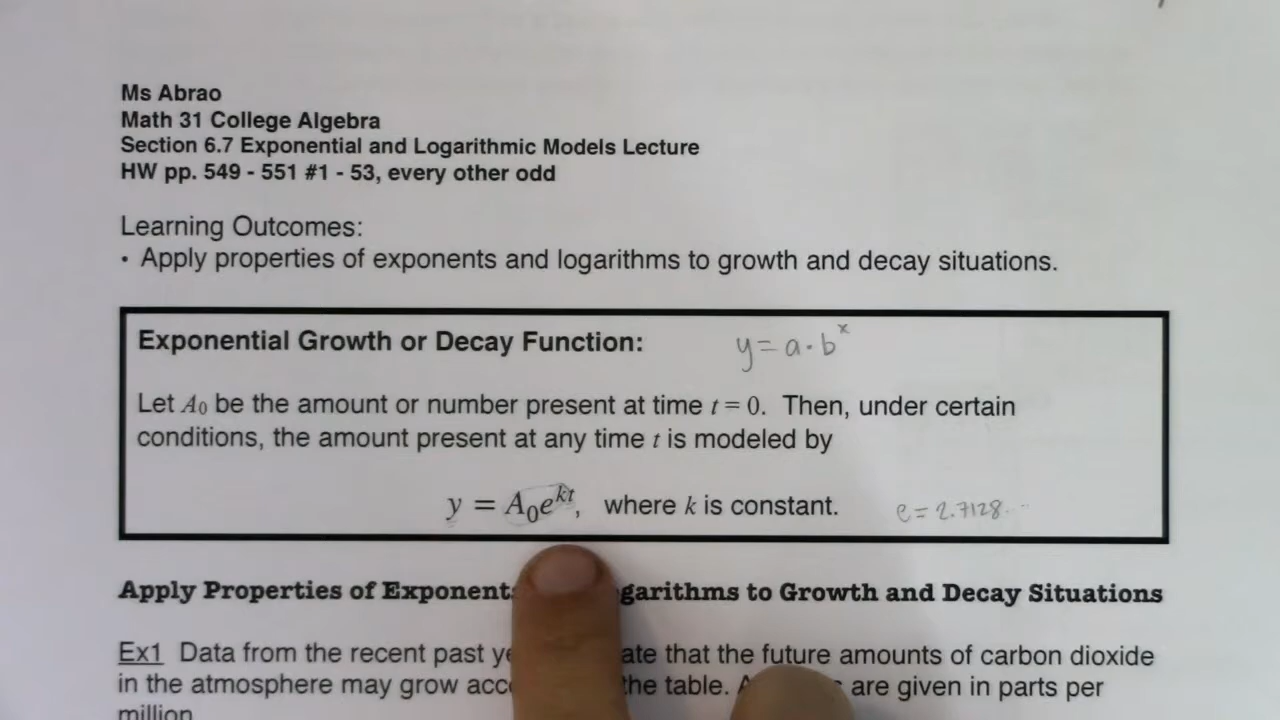 Ms Abrao
Math 31 College Algebra
Section 6.7 Exponential and Logarithmic Models Lecture
HW pp. 549 - 551 #1 - 53, every other odd
Learning Outcomes:
• Apply properties of exponents and logarithms to growth and decay situations.
Exponential Growth or Decay Function: y = a · b^x
Let A₀ be the amount or number present at time t = 0. Then, under certain
conditions, the amount present at any time t is modeled by
y = A₀e^{kt}, where k is constant. e = 2.7128...
Apply Properties of Exponents garithms to Growth and Decay Situations
Ex1 Data from the recent past ate that the future amounts of carbon dioxide
in the atmosphere may grow the table. are given in parts per
million